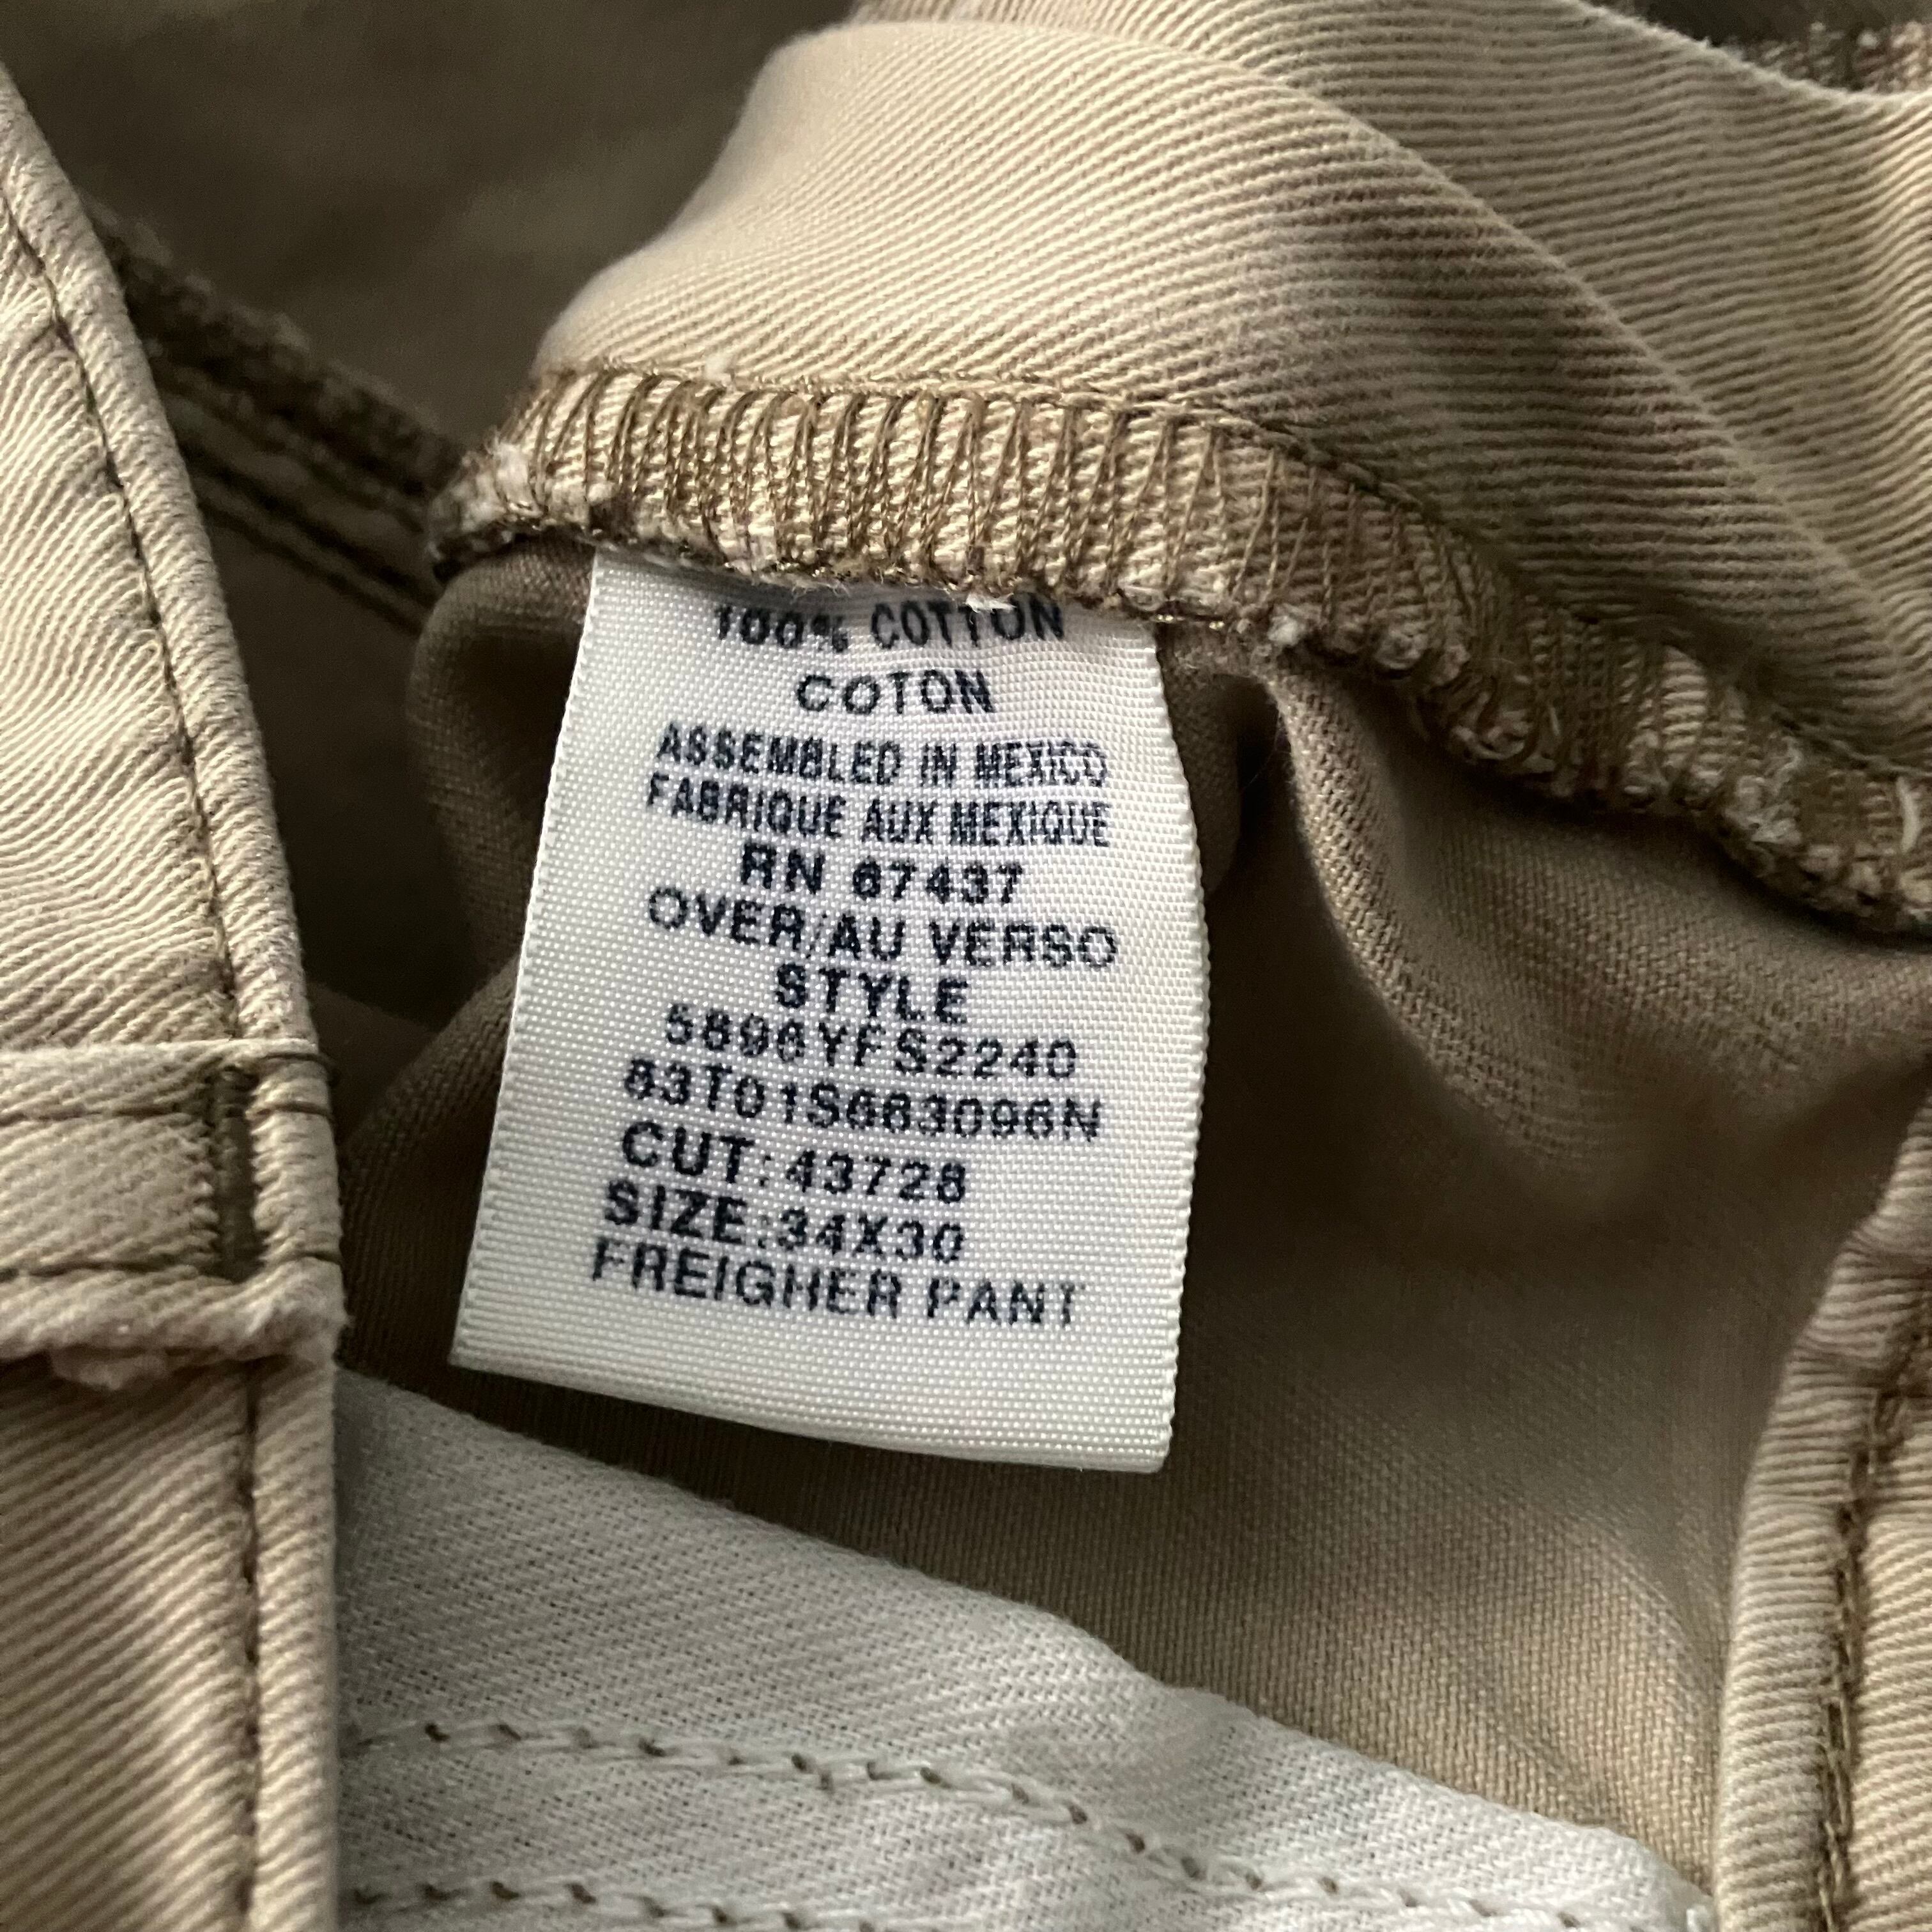 100% COTTON
COTON
ASSEMBLED IN MEXICO
FABRIQUE AUX MEXIQUE
RN 67437
OVER/AU VERSO
STYLE
5896YFS2240
83T01S663096N
CUT: 43728
SIZE:34X30
FREIGHER PANT